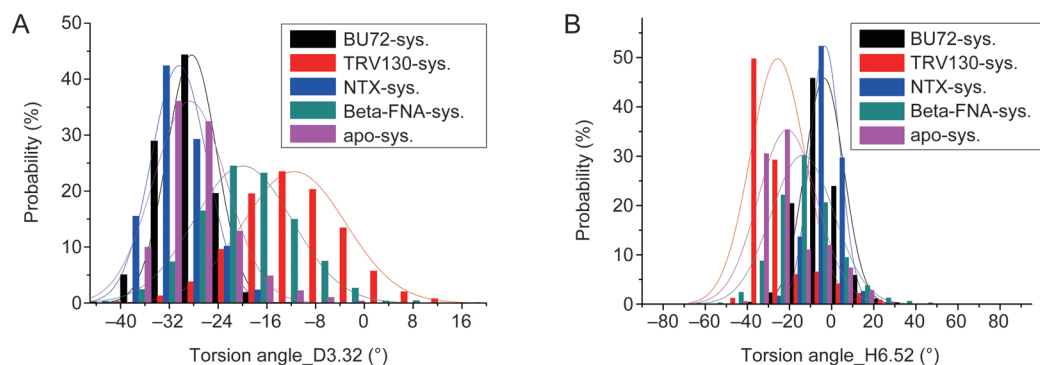 A
Probability (%)
50
40
30
20
10
0
BU72-sys.
TRV130-sys.
NTX-sys.
Beta-FNA-sys.
apo-sys.
−40 −32 −24 −16 −8 0 8 16
Torsion angle_D3.32 (°)
B
Probability (%)
60
50
40
30
20
10
0
BU72-sys.
TRV130-sys.
NTX-sys.
Beta-FNA-sys.
apo-sys.
−80 −60 −40 −20 0 20 40 60 80
Torsion angle_H6.52 (°)